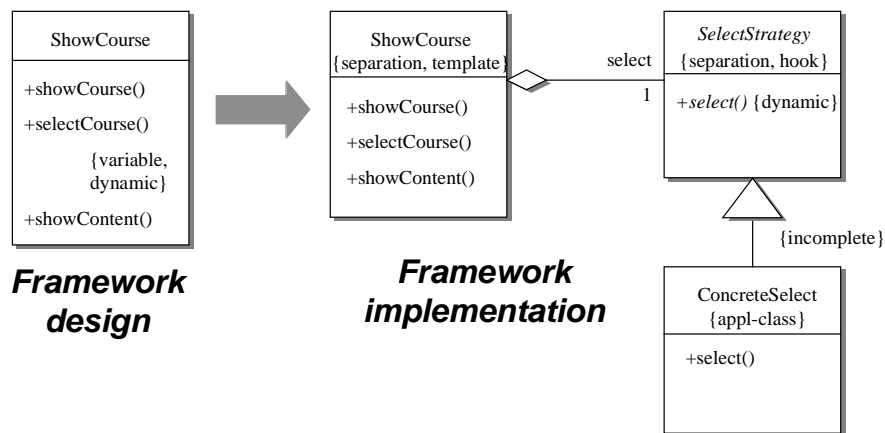 ShowCourse
+showCourse()
+selectCourse()
{variable,
dynamic}
+showContent()
Framework
design
ShowCourse
{separation, template}
+showCourse()
+selectCourse()
+showContent()
select
1
Framework
implementation
SelectStrategy
{separation, hook}
+select() {dynamic}
{incomplete}
ConcreteSelect
{appl-class}
+select()